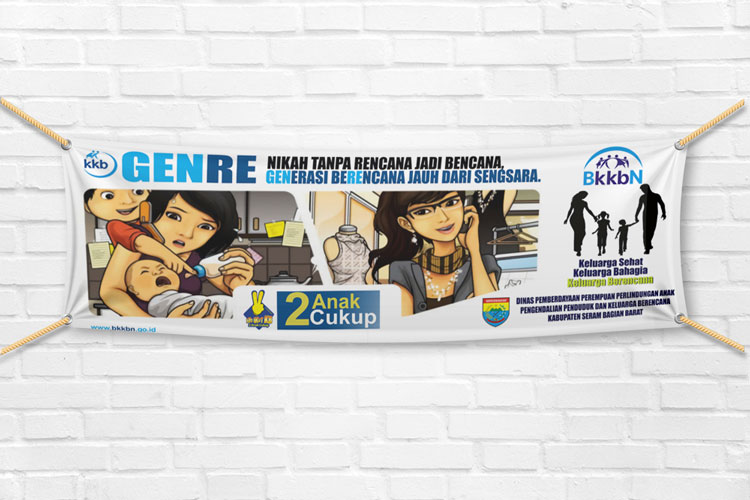 kkb
GENRE
NIKAH TANPA RENCANA JADI BENCANA,
GENERASI BERENCANA JAUH DARI SENGSARA.
BkkbN
Keluarga Sehat
Keluarga Bahagia
Keluarga Berencana
2 Anak
Cukup
DINAS PEMBERDAYAAN PEREMPUAN PERLINDUNGAN ANAK
PENGENDALIAN PENDUDUK DAN KELUARGA BERENCANA
KABUPATEN SERAM BAGIAN BARAT
www.bkkbn.go.id